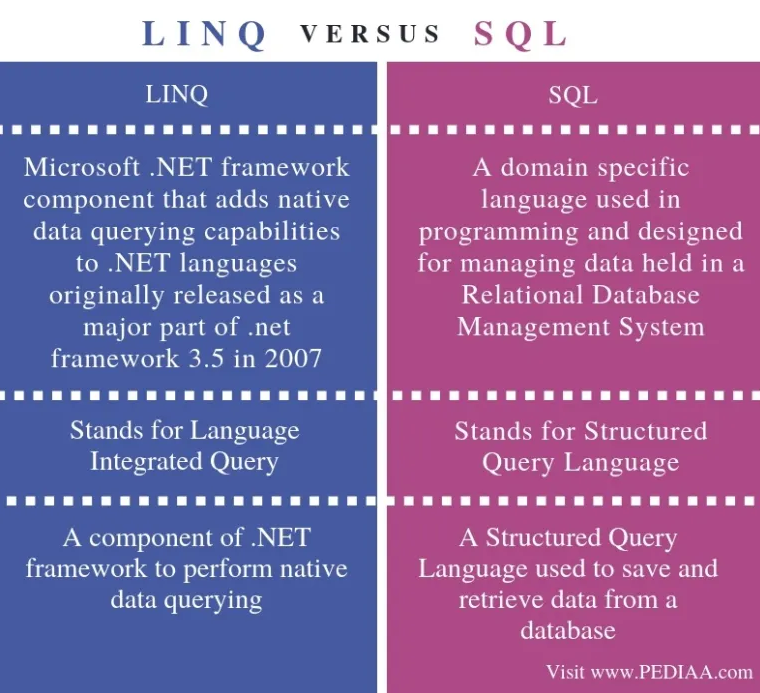 LINQ VERSUS SQL
LINQ
Microsoft .NET framework
component that adds native
data querying capabilities
to .NET languages
originally released as a
major part of .net
framework 3.5 in 2007
Stands for Language
Integrated Query
A component of .NET
framework to perform native
data querying
SQL
A domain specific
language used in
programming and designed
for managing data held in a
Relational Database
Management System
Stands for Structured
Query Language
A Structured Query
Language used to save and
retrieve data from a
database
Visit www.PEDIAA.com